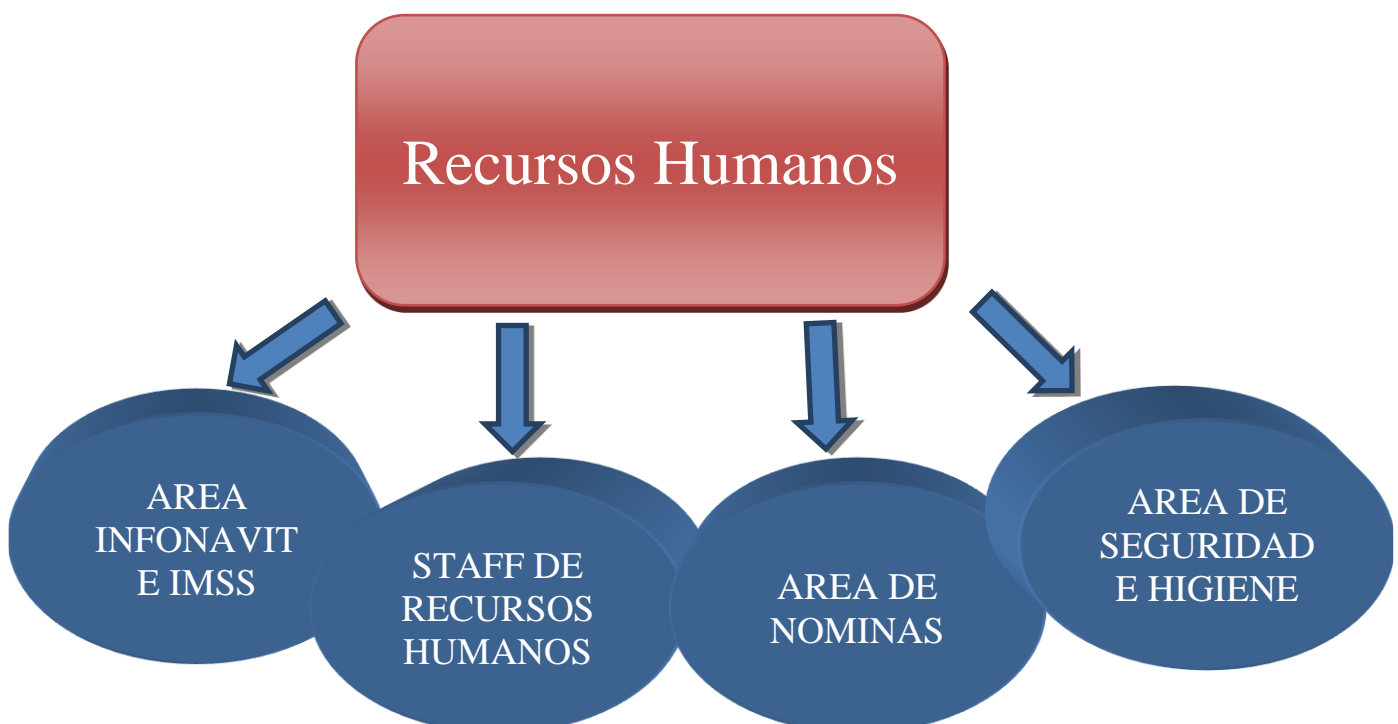 Recursos Humanos
AREA
INFONAVIT
E IMSS
STAFF DE
RECURSOS
HUMANOS
AREA DE
NOMINAS
AREA DE
SEGURIDAD
E HIGIENE